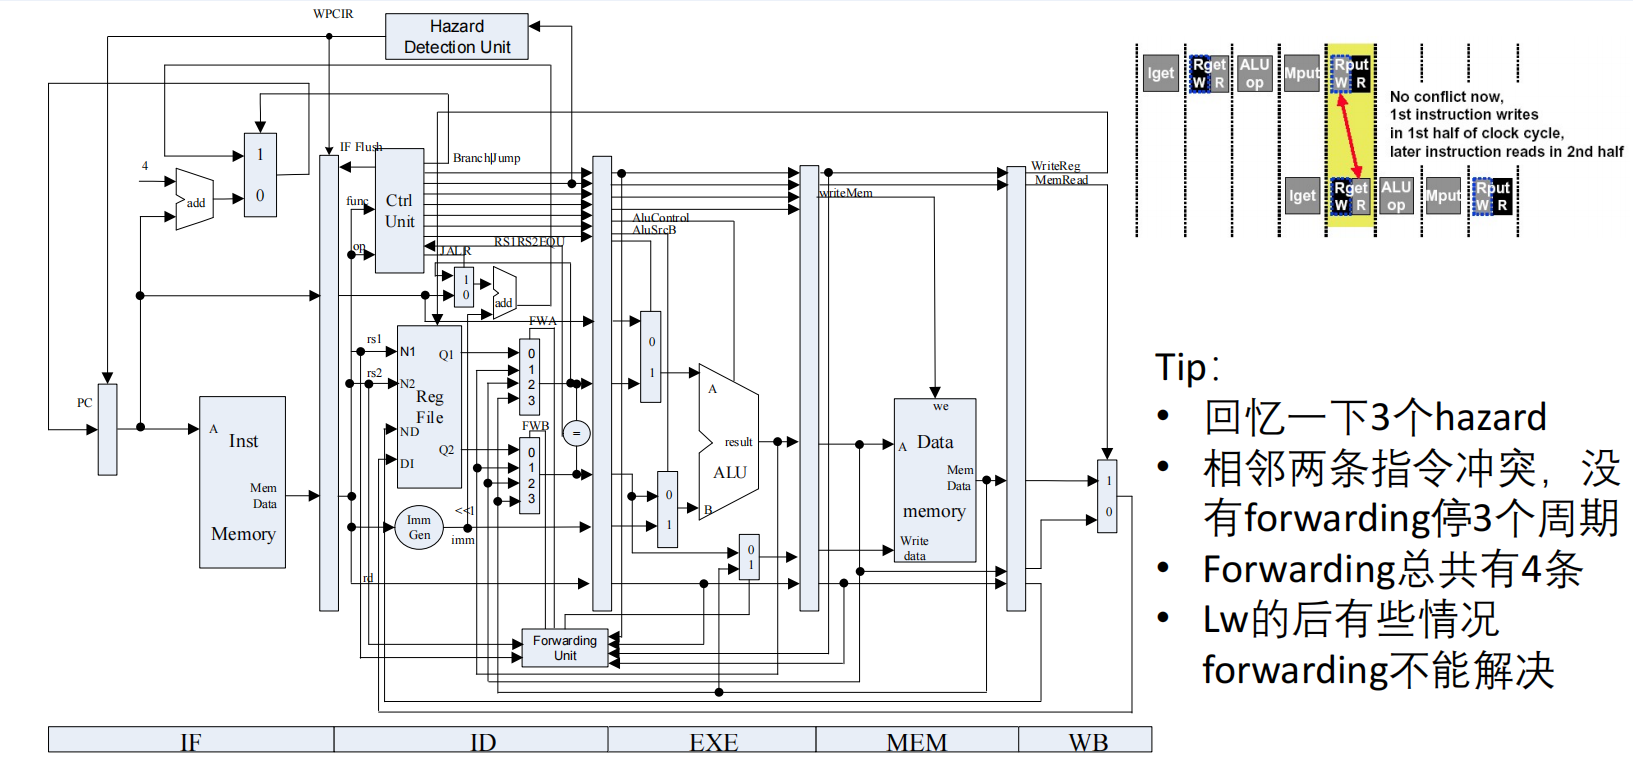 WPCIR
Hazard
Detection Unit
4
add
1
0
IF Flush
func
op
Ctrl
Unit
Branch|Jump
RS1RS2EQU
JALR
1
0
add
AluControl
AluSrcB
writeMem
WriteReg
MemRead
PC
A
Inst
Mem
Data
Memory
rs1
rs2
N1
N2
Q1
Reg
File
ND
DI
Q2
FWA
0
1
2
3
FWB
0
1
2
3
=
Imm
Gen
<<1
imm
rd
Forwarding
Unit
0
1
0
1
A
B
result
ALU
0
1
we
A
Data
Mem
Data
memory
Write
data
1
0
IF
ID
EXE
MEM
WB
Iget
Rget
W R
ALU
op
Mput
Rput
W R
No conflict now,
1st instruction writes
in 1st half of clock cycle,
later instruction reads in 2nd half
Iget
Rget
W R
ALU
op
Mput
Rput
W R
Tip：
• 回忆一下3个hazard
• 相邻两条指令冲突，没
有forwarding停3个周期
• Forwarding总共有4条
• Lw的后有些情况
forwarding不能解决